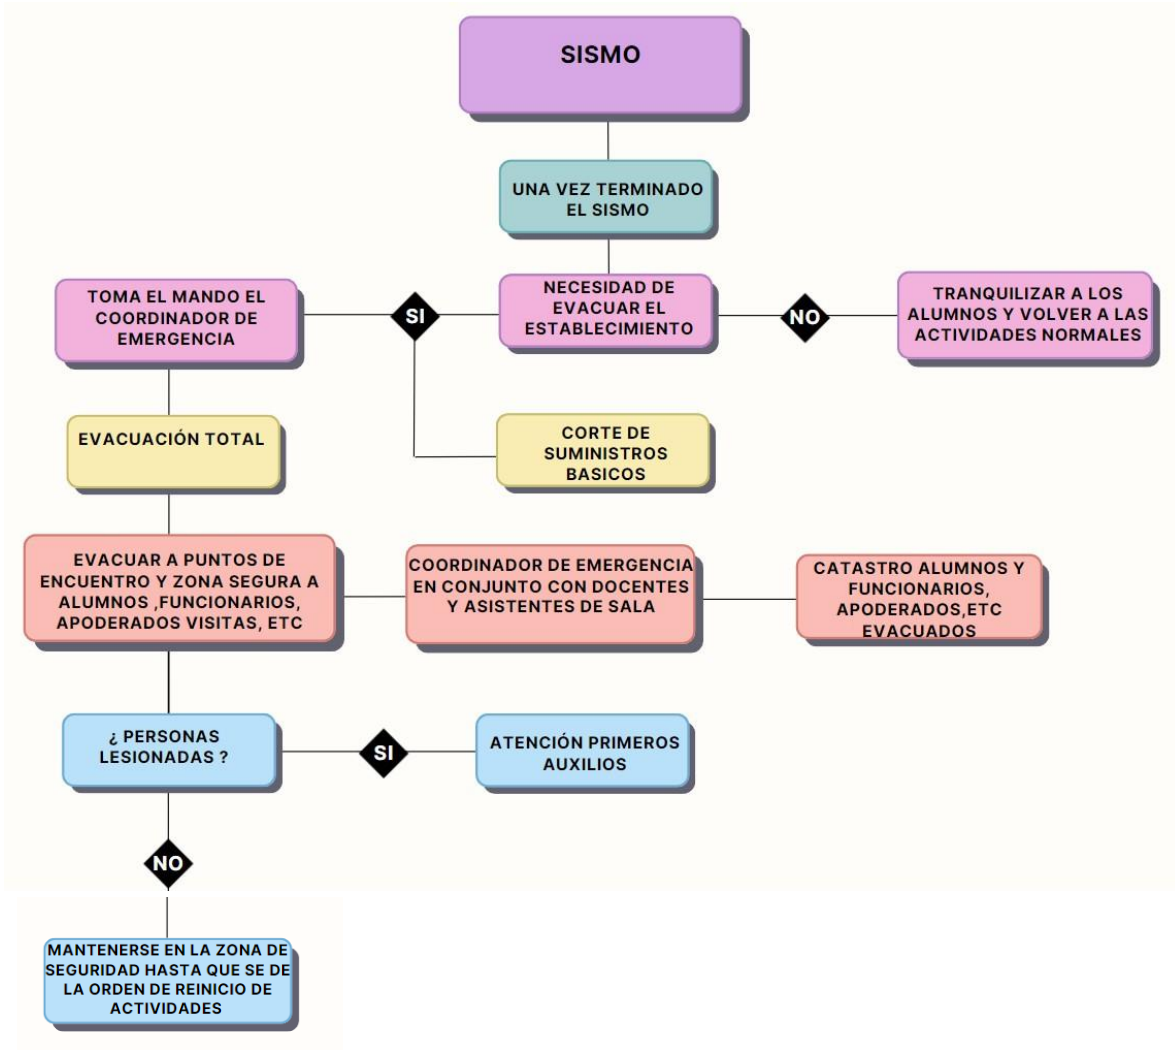 SISMO
UNA VEZ TERMINADO
EL SISMO
NECESIDAD DE
EVACUAR EL
ESTABLECIMIENTO
SI
NO
TOMA EL MANDO EL
COORDINADOR DE
EMERGENCIA
TRANQUILIZAR A LOS
ALUMNOS Y VOLVER A LAS
ACTIVIDADES NORMALES
EVACUACIÓN TOTAL
CORTE DE
SUMINISTROS
BASICOS
EVACUAR A PUNTOS DE
ENCUENTRO Y ZONA SEGURA A
ALUMNOS ,FUNCIONARIOS,
APODERADOS VISITAS, ETC
COORDINADOR DE EMERGENCIA
EN CONJUNTO CON DOCENTES
Y ASISTENTES DE SALA
CATASTRO ALUMNOS Y
FUNCIONARIOS,
APODERADOS,ETC
EVACUADOS
¿ PERSONAS
LESIONADAS ?
SI
ATENCIÓN PRIMEROS
AUXILIOS
NO
MANTENERSE EN LA ZONA DE
SEGURIDAD HASTA QUE SE DE
LA ORDEN DE REINICIO DE
ACTIVIDADES